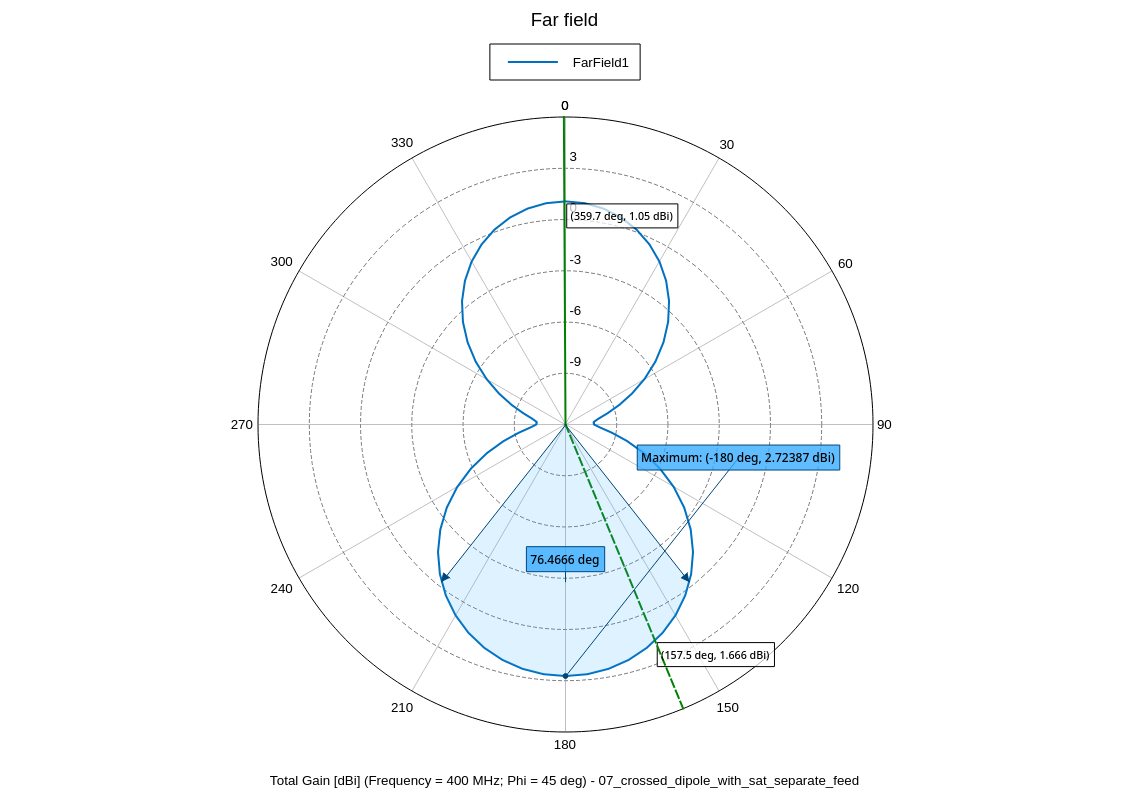 Far field
FarField1
0
330
30
3
0
(359.7 deg, 1.05 dBi)
300
60
-3
-6
-9
270
90
Maximum: (-180 deg, 2.72387 dBi)
76.4666 deg
240
120
(157.5 deg, 1.666 dBi)
210
150
180
Total Gain [dBi] (Frequency = 400 MHz; Phi = 45 deg) - 07_crossed_dipole_with_sat_separate_feed